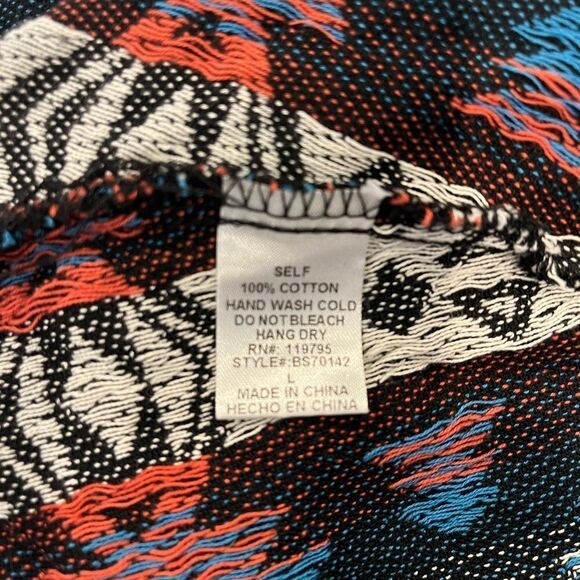 SELF
100% COTTON
HAND WASH COLD
DO NOT BLEACH
HANG DRY
RN#: 119795
STYLE#:BS70142
L
MADE IN CHINA
HECHO EN CHINA